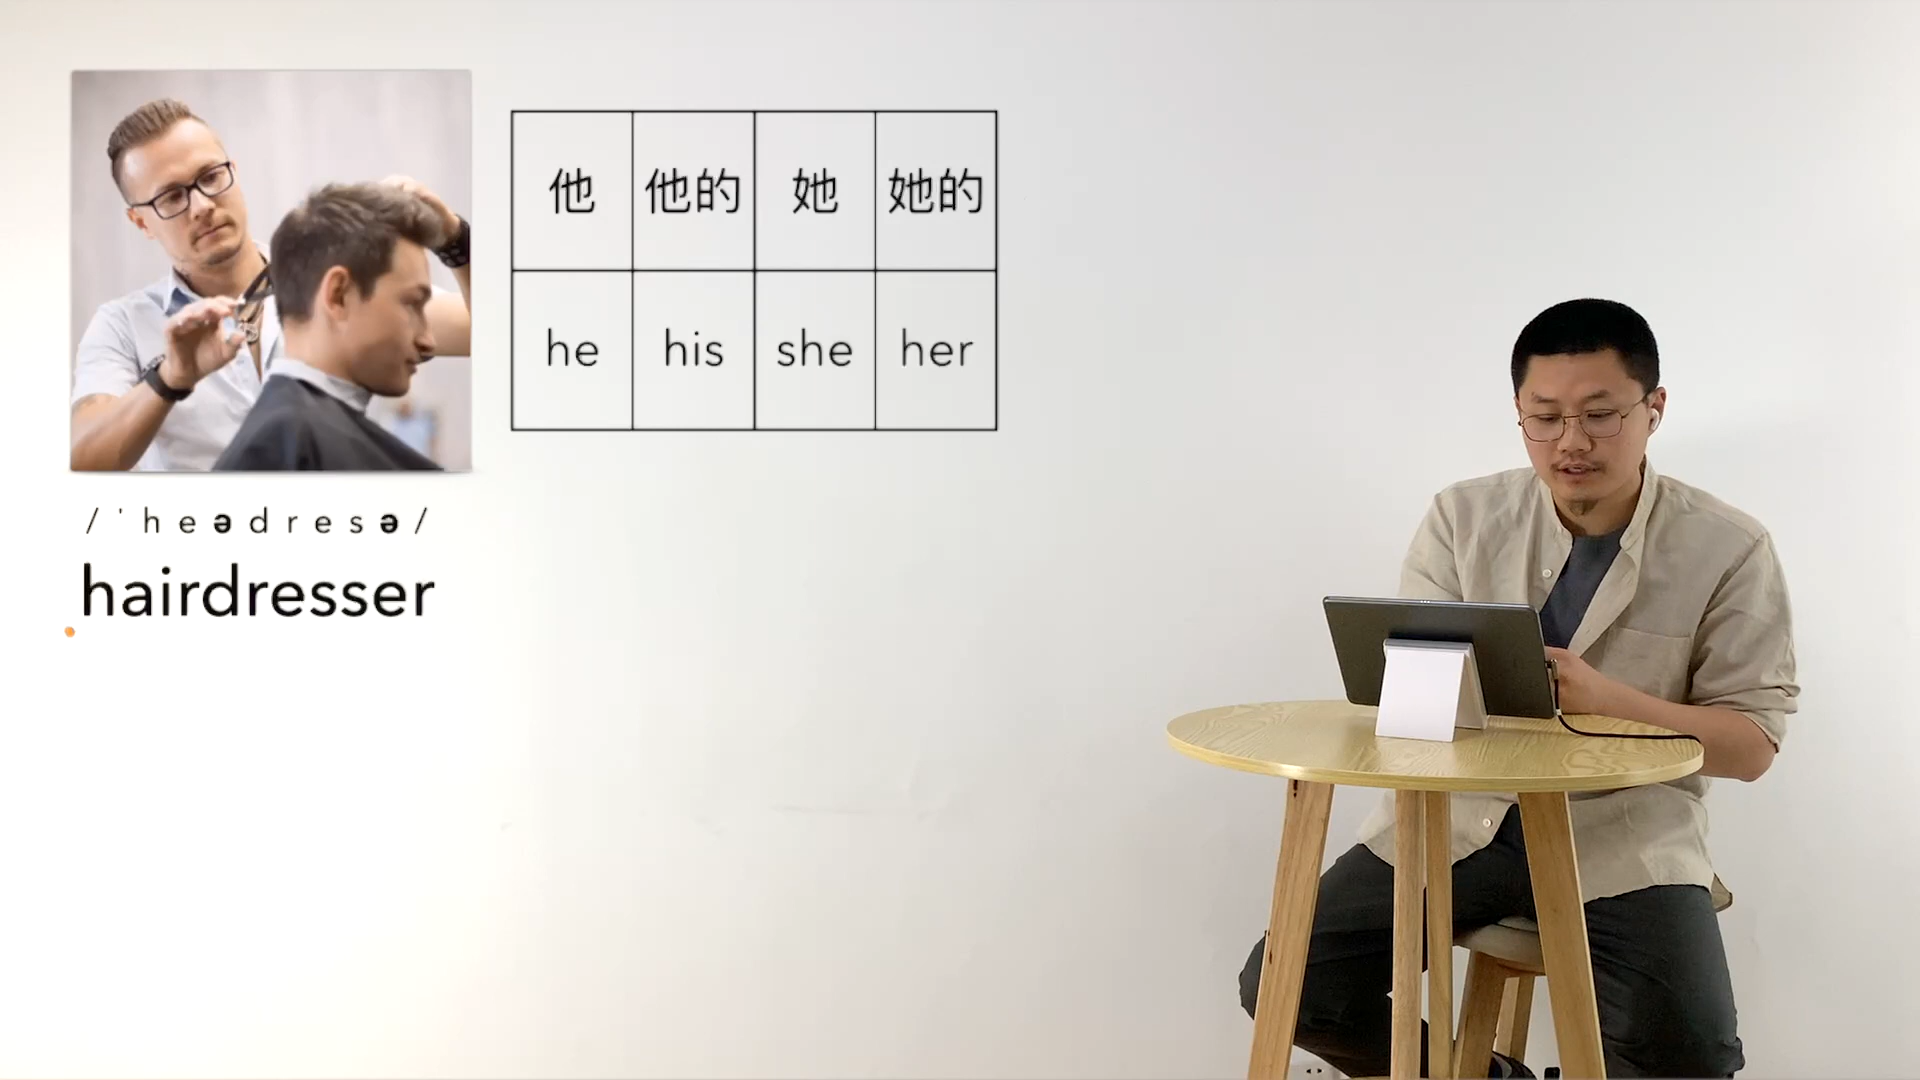 他 他的 她 她的
he his she her
/ˈheədresə/
hairdresser